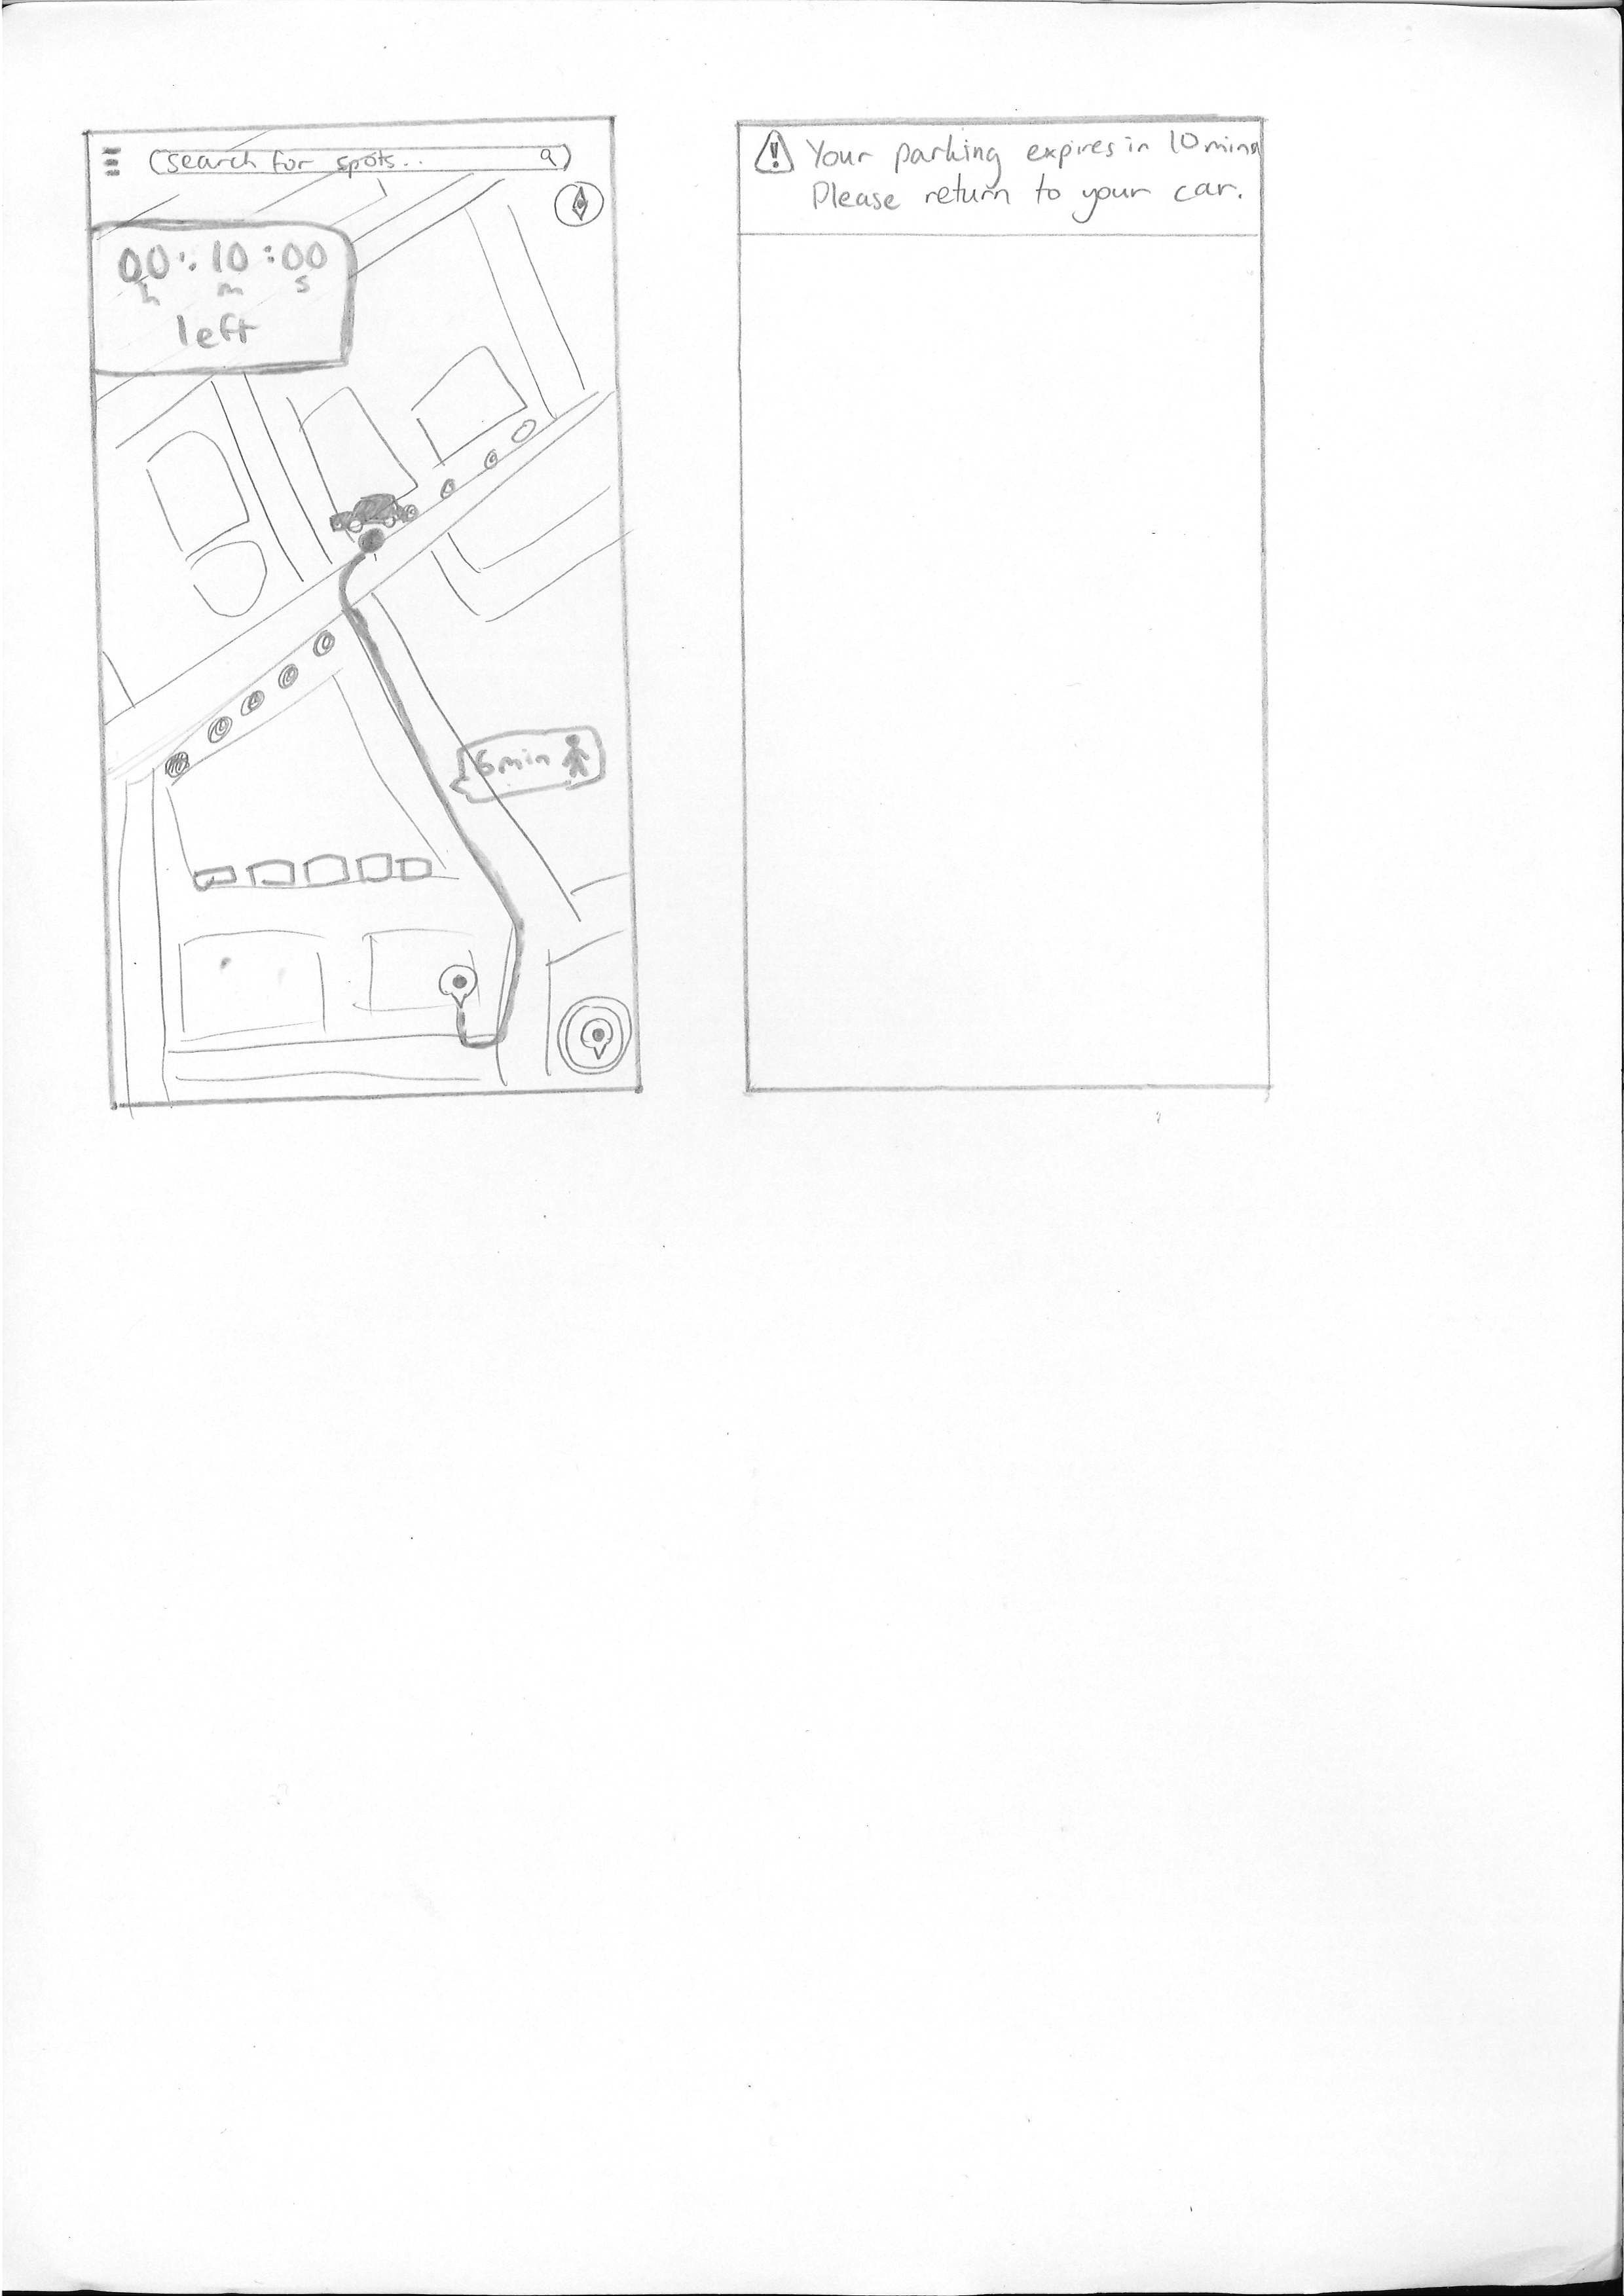 search for spots..
00:10:00
h m s
left
6min
Your parking expires in 10 mins
Please return to your car.